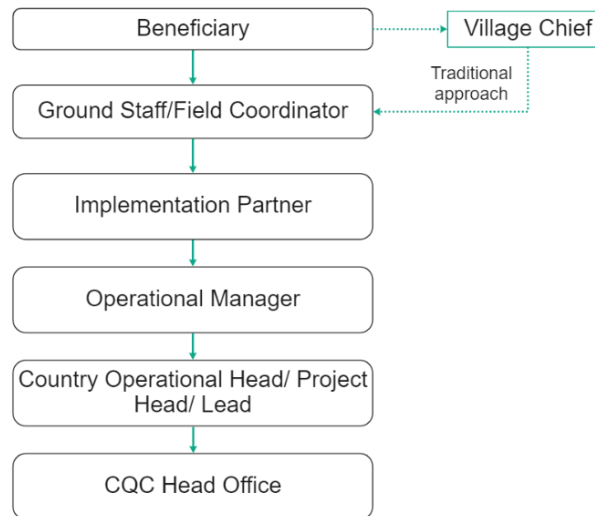 Beneficiary
Village Chief
Traditional
approach
Ground Staff/Field Coordinator
Implementation Partner
Operational Manager
Country Operational Head/ Project
Head/ Lead
CQC Head Office